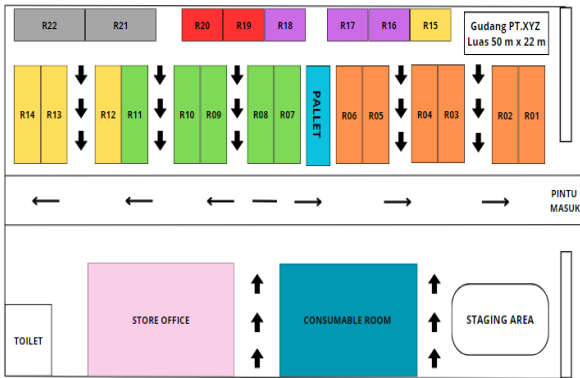 R22 R21 R20 R19 R18 R17 R16 R15
Gudang PT.XYZ
Luas 50 m x 22 m
R14 R13 R12 R11 R10 R09 R08 R07 PALLET R06 R05 R04 R03 R02 R01
PINTU
MASUK
TOILET
STORE OFFICE
CONSUMABLE ROOM
STAGING AREA